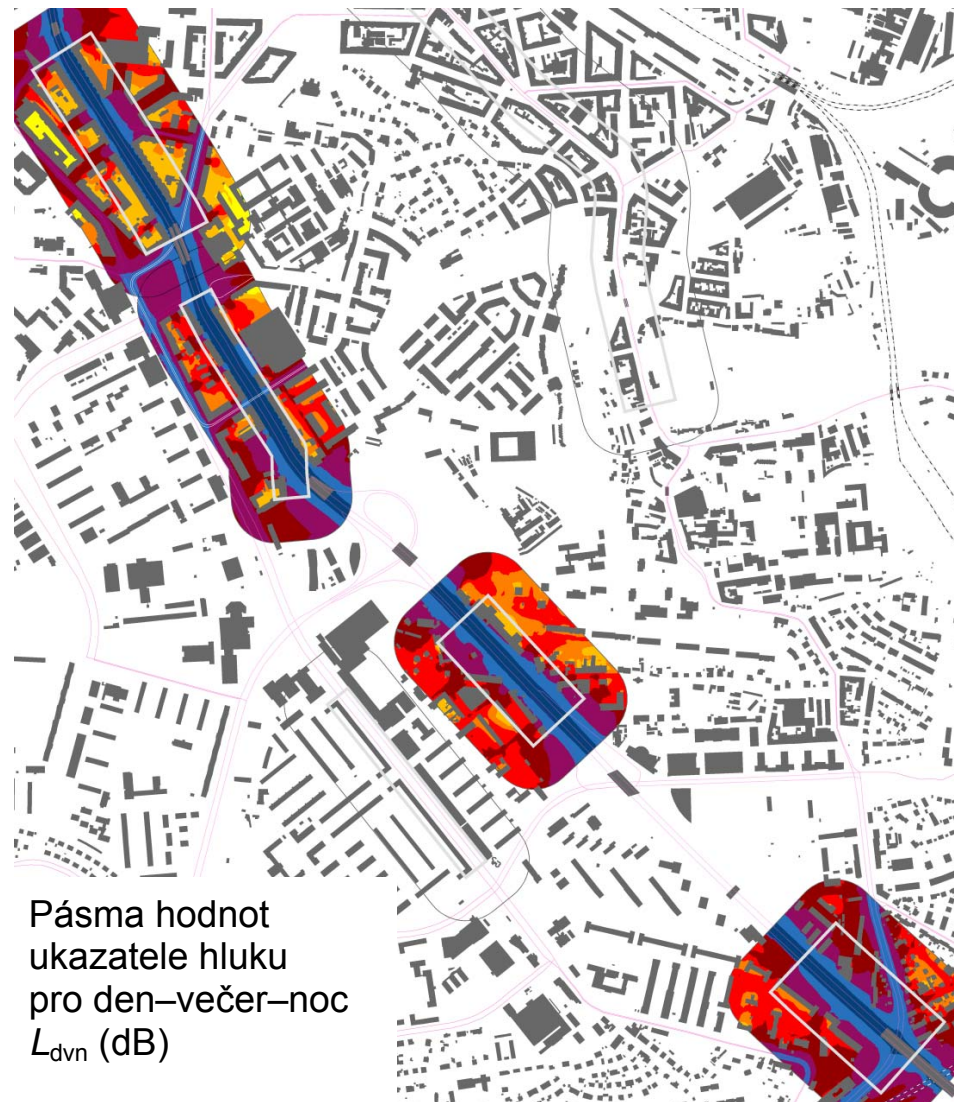 Pásma hodnot
ukazatele hluku
pro den–večer–noc
Ldvn (dB)